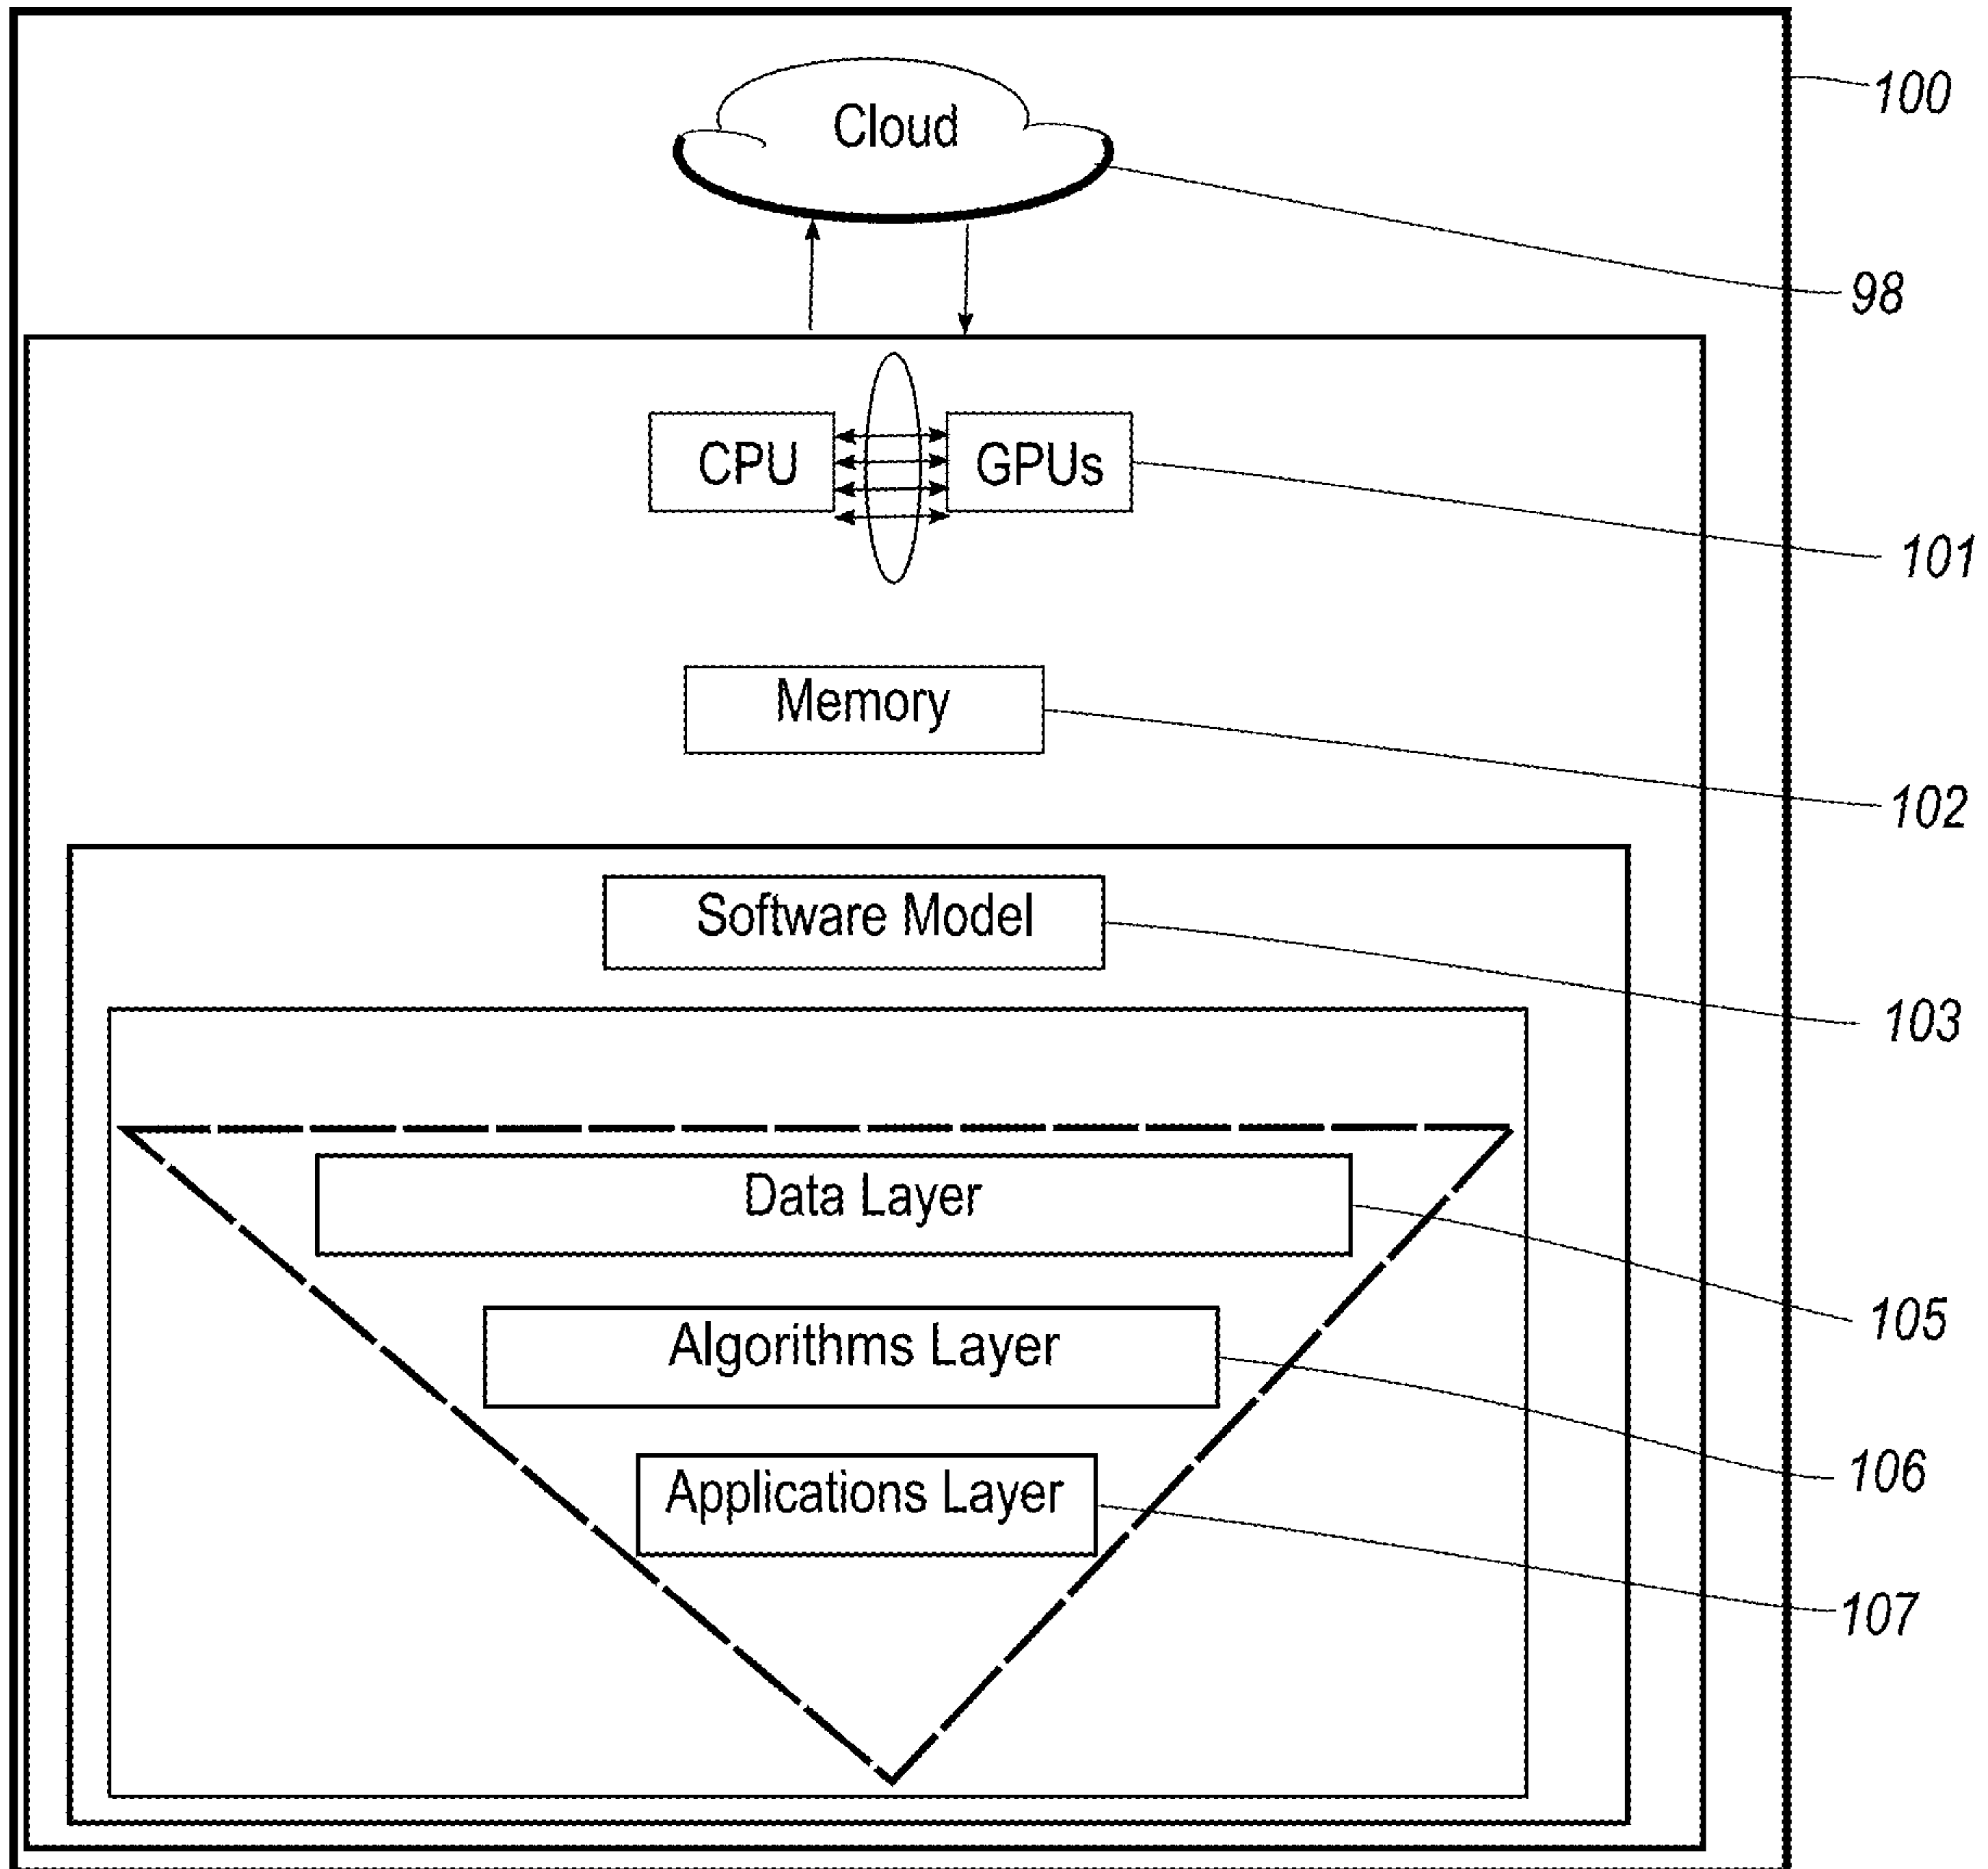 100
Cloud
98
CPU
GPUs
101
Memory
102
Software Model
103
Data Layer
105
Algorithms Layer
106
Applications Layer
107